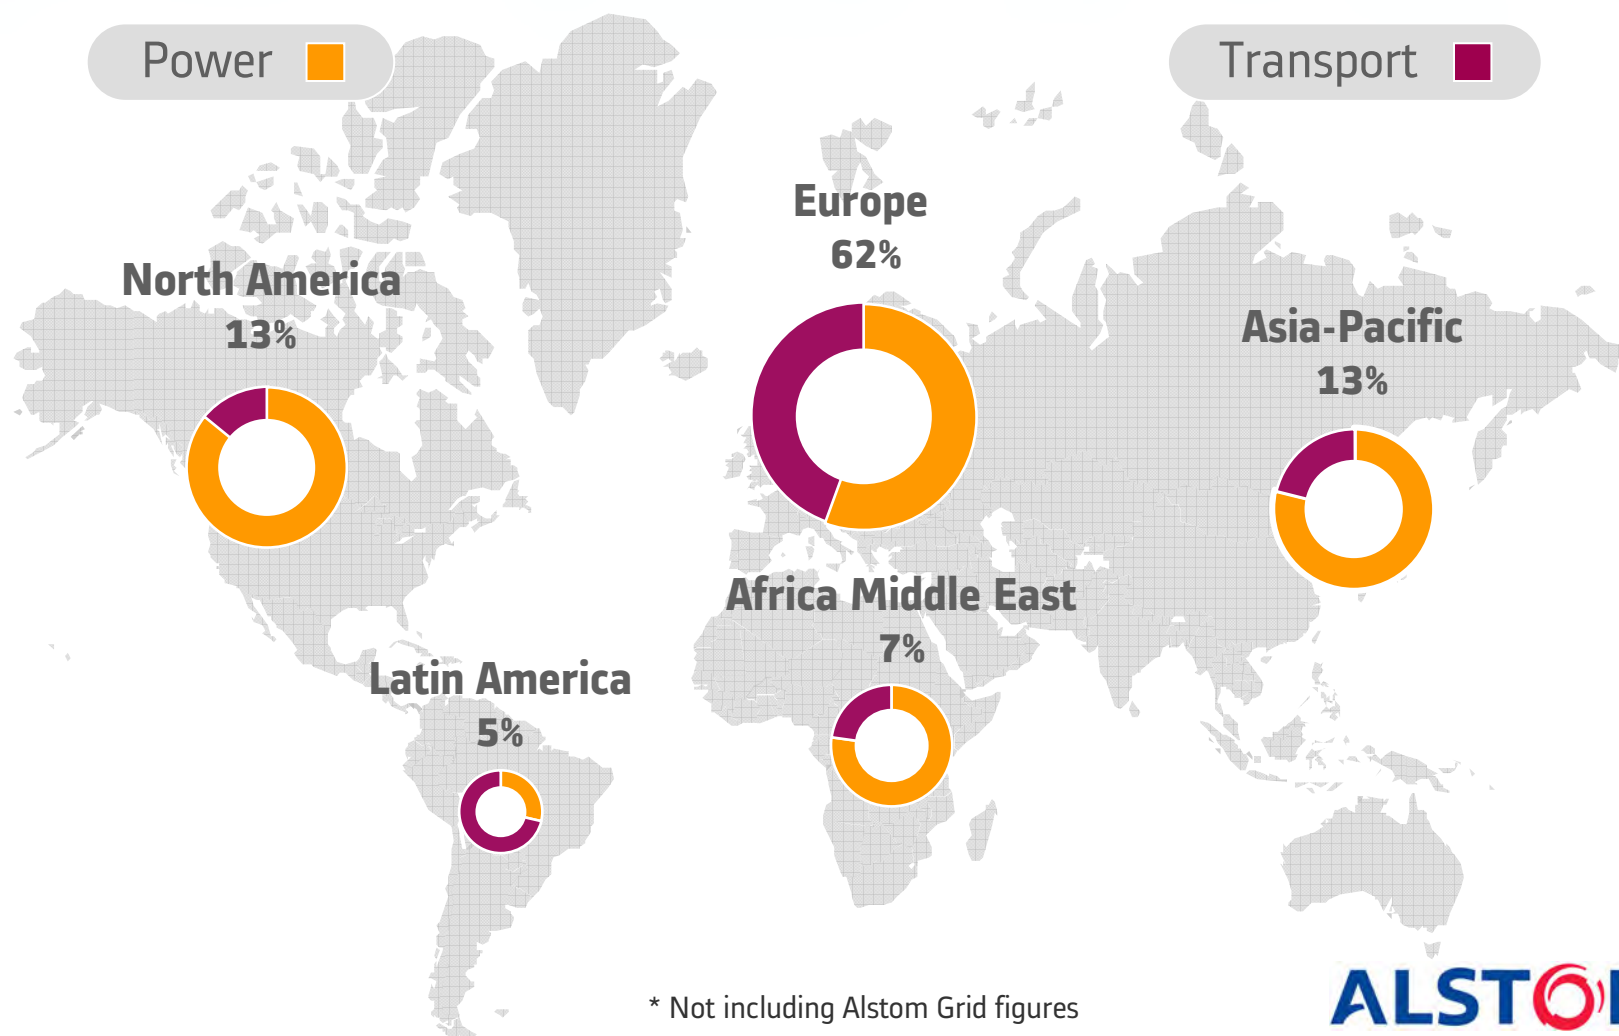 Power
Transport
Europe
62%
North America
13%
Asia-Pacific
13%
Africa Middle East
7%
Latin America
5%
* Not including Alstom Grid figures
ALSTO